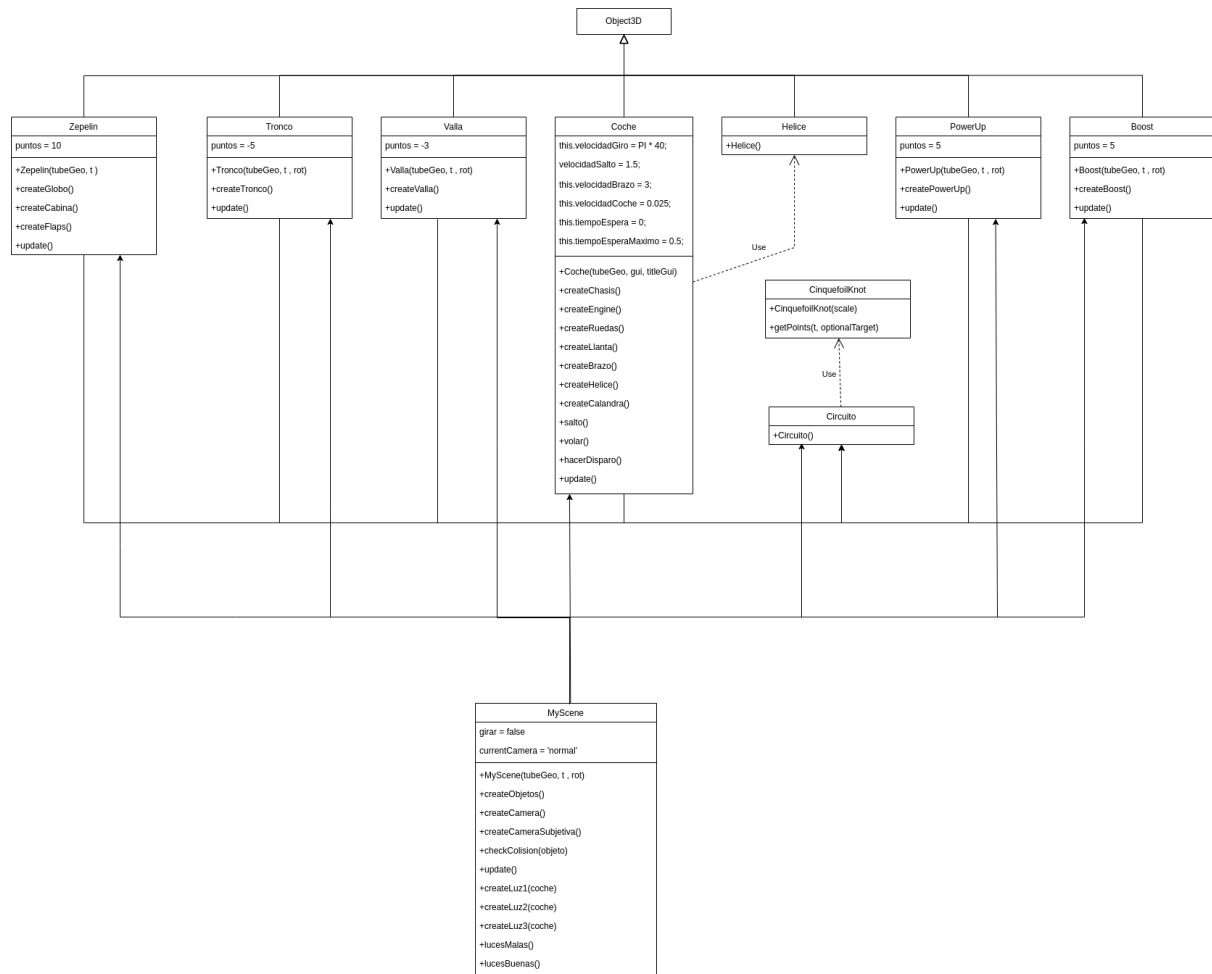 Object3D
Zepelin
puntos = 10
+Zepelin(tubeGeo, t )
+createGlobo()
+createCabina()
+createFlaps()
+update()
Tronco
puntos = -5
+Tronco(tubeGeo, t , rot)
+createTronco()
+update()
Valla
puntos = -3
+Valla(tubeGeo, t , rot)
+createValla()
+update()
Coche
this.velocidadGiro = PI * 40;
velocidadSalto = 1.5;
this.velocidadBrazo = 3;
this.velocidadCoche = 0.025;
this.tiempoEspera = 0;
this.tiempoEsperaMaximo = 0.5;
+Coche(tubeGeo, gui, titleGui)
+createChasis()
+createEngine()
+createRuedas()
+createLlanta()
+createBrazo()
+createHelice()
+createCalandra()
+salto()
+volar()
+hacerDisparo()
+update()
Helice
+Helice()
Use
PowerUp
puntos = 5
+PowerUp(tubeGeo, t , rot)
+createPowerUp()
+update()
Boost
puntos = 5
+Boost(tubeGeo, t , rot)
+createBoost()
+update()
CinquefoilKnot
+CinquefoilKnot(scale)
+getPoints(t, optionalTarget)
Use
Circuito
+Circuito()
MyScene
girar = false
currentCamera = 'normal'
+MyScene(tubeGeo, t , rot)
+createObjetos()
+createCamera()
+createCameraSubjetiva()
+checkColision(objeto)
+update()
+createLuz1(coche)
+createLuz2(coche)
+createLuz3(coche)
+lucesMalas()
+lucesBuenas()